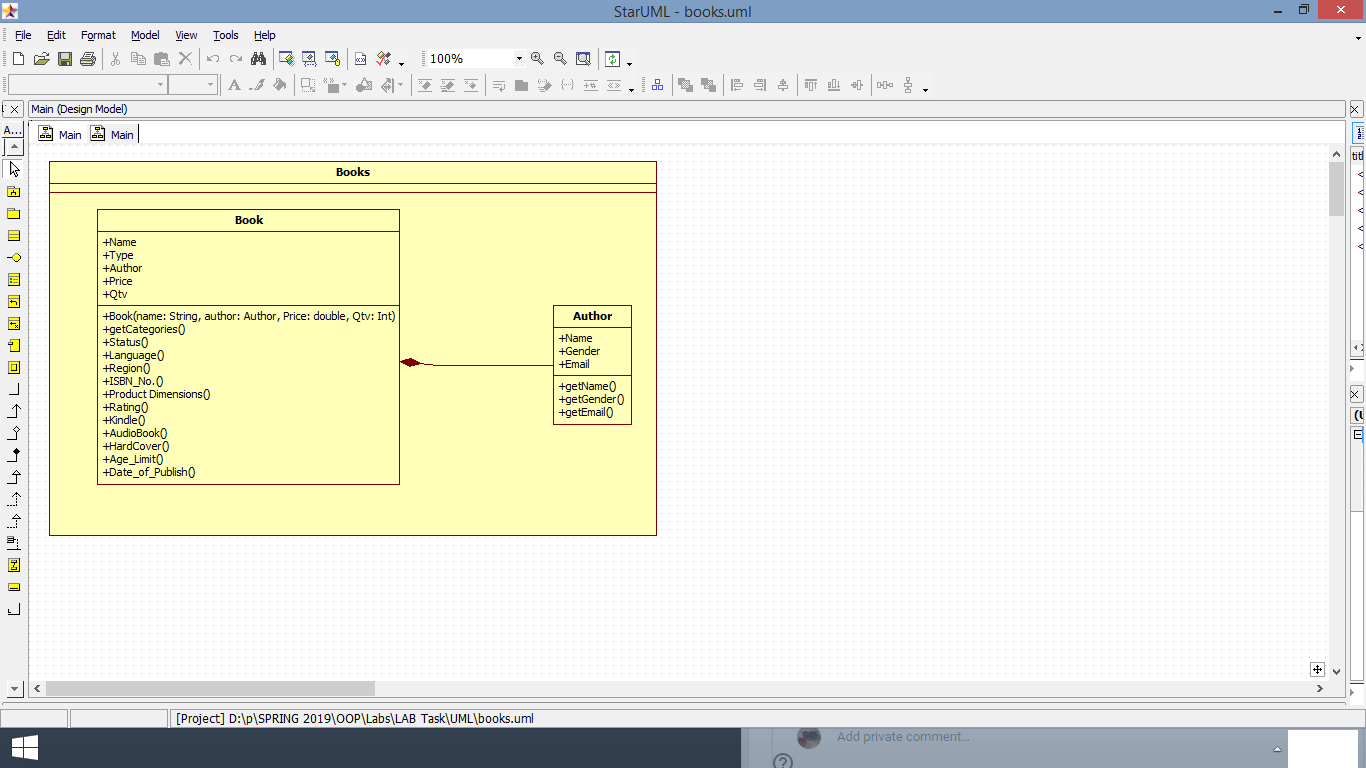 StarUML - books.uml
File Edit Format Model View Tools Help
100%
Main (Design Model)
A...
Main Main
titl
Books
Book
+Name
+Type
+Author
+Price
+Qtv
+Book(name: String, author: Author, Price: double, Qtv: Int)
+getCategories()
+Status()
+Language()
+Region()
+ISBN_No.()
+Product Dimensions()
+Rating()
+Kindle()
+AudioBook()
+HardCover()
+Age_Limit()
+Date_of_Publish()
Author
+Name
+Gender
+Email
+getName()
+getGender()
+getEmail()
(U
[Project] D:\p\SPRING 2019\OOP\Labs\LAB Task\UML\books.uml
Add private comment...